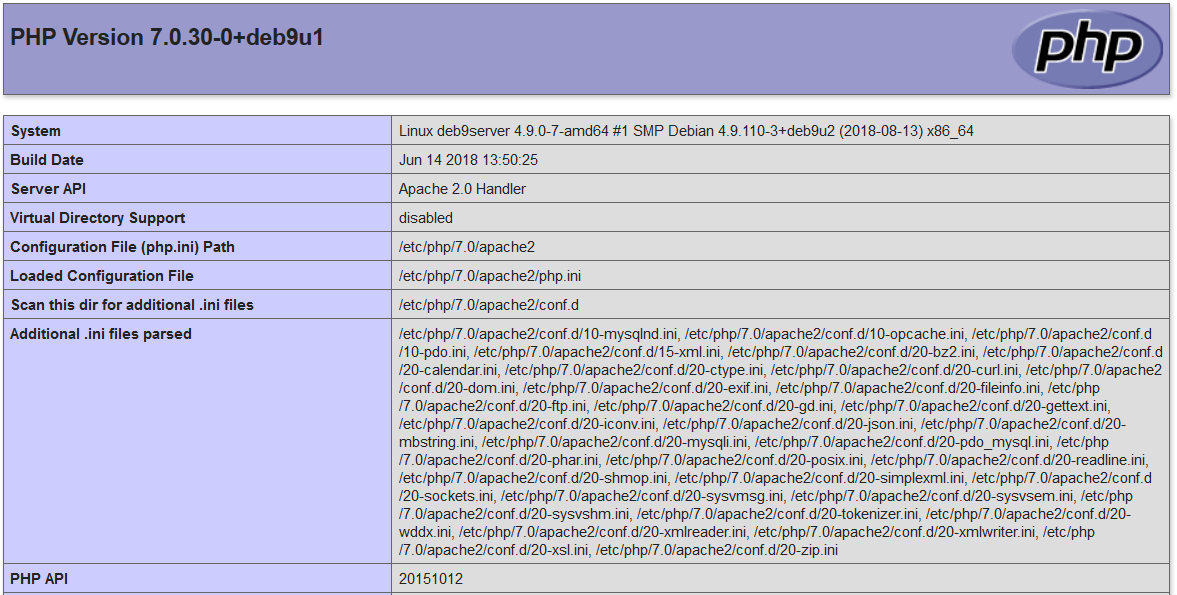 PHP Version 7.0.30-0+deb9u1
php
System Linux deb9server 4.9.0-7-amd64 #1 SMP Debian 4.9.110-3+deb9u2 (2018-08-13) x86_64
Build Date Jun 14 2018 13:50:25
Server API Apache 2.0 Handler
Virtual Directory Support disabled
Configuration File (php.ini) Path /etc/php/7.0/apache2
Loaded Configuration File /etc/php/7.0/apache2/php.ini
Scan this dir for additional .ini files /etc/php/7.0/apache2/conf.d
Additional .ini files parsed /etc/php/7.0/apache2/conf.d/10-mysqlnd.ini, /etc/php/7.0/apache2/conf.d/10-opcache.ini, /etc/php/7.0/apache2/conf.d
/10-pdo.ini, /etc/php/7.0/apache2/conf.d/15-xml.ini, /etc/php/7.0/apache2/conf.d/20-bz2.ini, /etc/php/7.0/apache2/conf.d
/20-calendar.ini, /etc/php/7.0/apache2/conf.d/20-ctype.ini, /etc/php/7.0/apache2/conf.d/20-curl.ini, /etc/php/7.0/apache2
/conf.d/20-dom.ini, /etc/php/7.0/apache2/conf.d/20-exif.ini, /etc/php/7.0/apache2/conf.d/20-fileinfo.ini, /etc/php
/7.0/apache2/conf.d/20-ftp.ini, /etc/php/7.0/apache2/conf.d/20-gd.ini, /etc/php/7.0/apache2/conf.d/20-gettext.ini,
/etc/php/7.0/apache2/conf.d/20-iconv.ini, /etc/php/7.0/apache2/conf.d/20-json.ini, /etc/php/7.0/apache2/conf.d/20-
mbstring.ini, /etc/php/7.0/apache2/conf.d/20-mysqli.ini, /etc/php/7.0/apache2/conf.d/20-pdo_mysql.ini, /etc/php
/7.0/apache2/conf.d/20-phar.ini, /etc/php/7.0/apache2/conf.d/20-posix.ini, /etc/php/7.0/apache2/conf.d/20-readline.ini,
/etc/php/7.0/apache2/conf.d/20-shmop.ini, /etc/php/7.0/apache2/conf.d/20-simplexml.ini, /etc/php/7.0/apache2/conf.d
/20-sockets.ini, /etc/php/7.0/apache2/conf.d/20-sysvmsg.ini, /etc/php/7.0/apache2/conf.d/20-sysvsem.ini, /etc/php
/7.0/apache2/conf.d/20-sysvshm.ini, /etc/php/7.0/apache2/conf.d/20-tokenizer.ini, /etc/php/7.0/apache2/conf.d/20-
wddx.ini, /etc/php/7.0/apache2/conf.d/20-xmlreader.ini, /etc/php/7.0/apache2/conf.d/20-xmlwriter.ini, /etc/php
/7.0/apache2/conf.d/20-xsl.ini, /etc/php/7.0/apache2/conf.d/20-zip.ini
PHP API 20151012